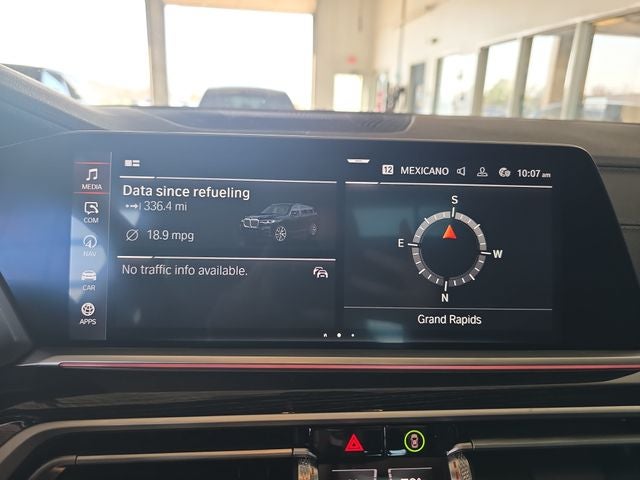 12 MEXICANO 10:07 am
MEDIA
COM
NAV
CAR
APPS
Data since refueling
336.4 mi
18.9 mpg
No traffic info available.
S
E
W
N
Grand Rapids